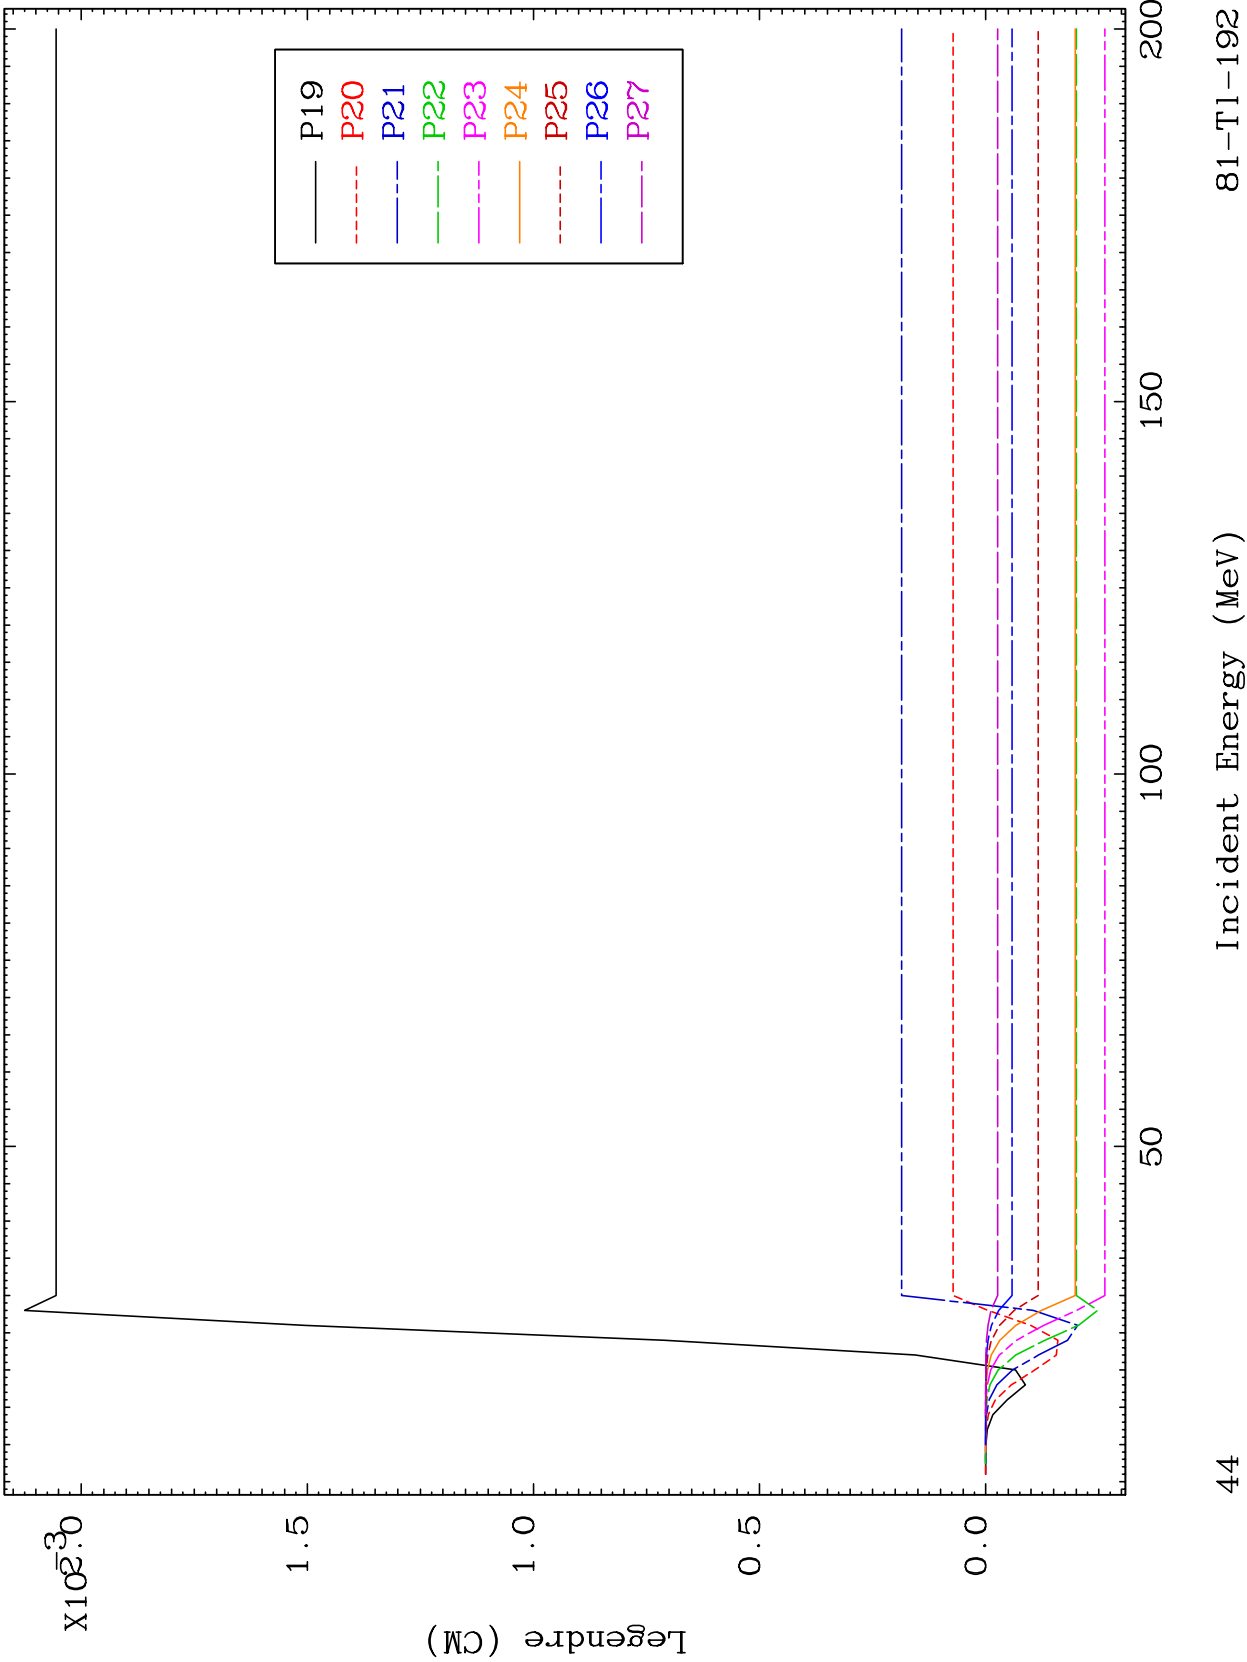 X10-3
2.0
1.5
1.0
0.5
0.0
Legendre (CM)
P19
P20
P21
P22
P23
P24
P25
P26
P27
50
100
150
200
44
Incident Energy (MeV)
81-Tl-192